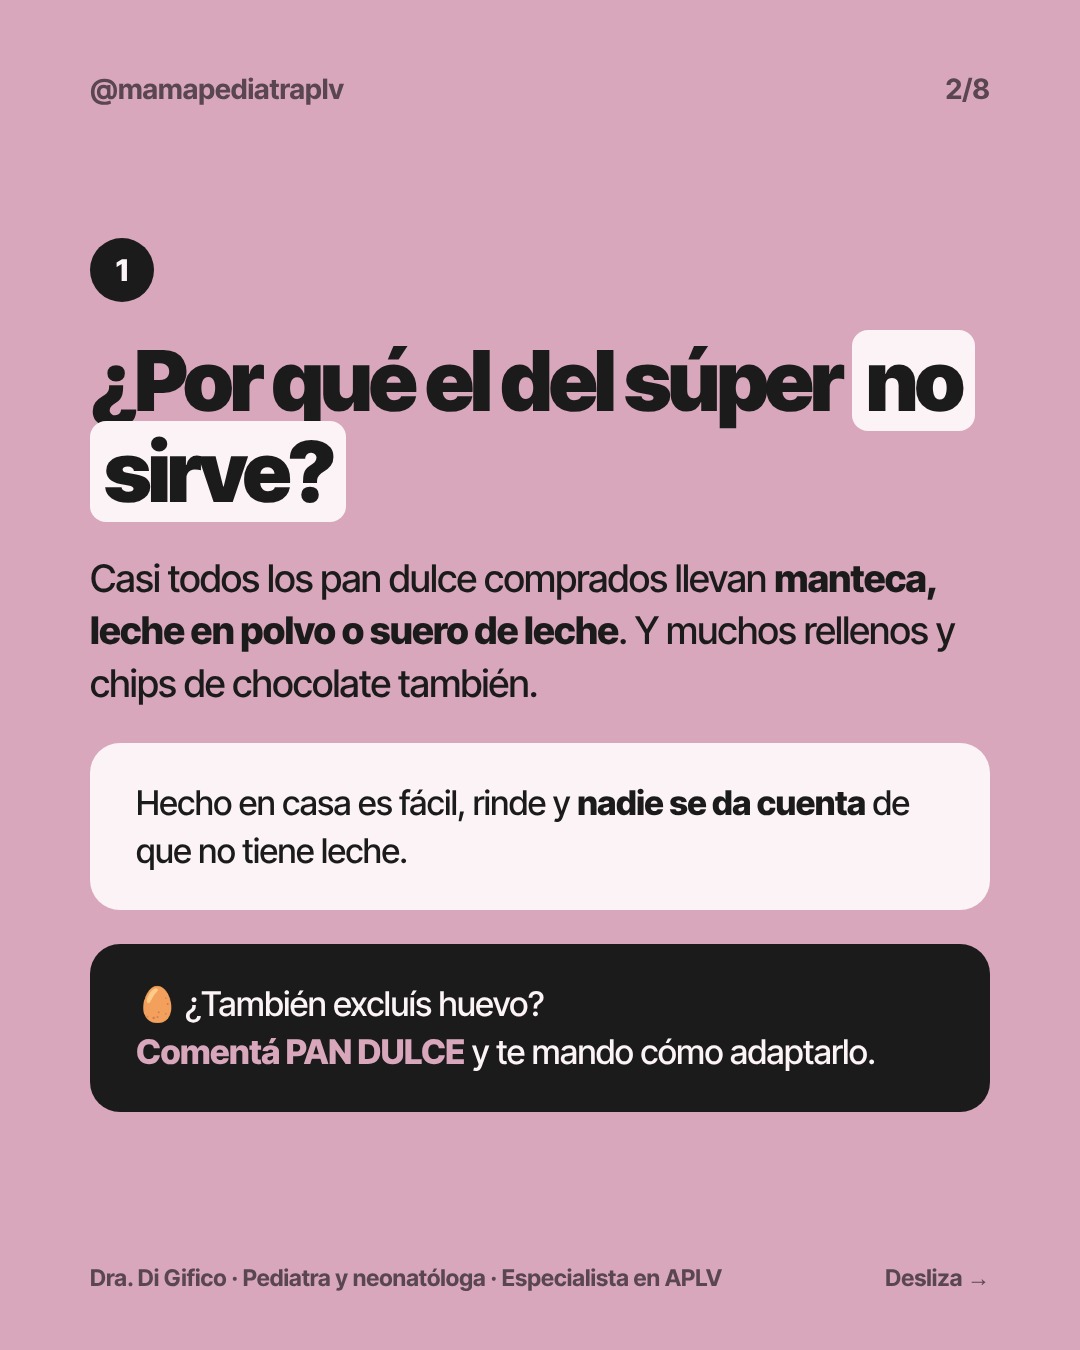 @mamapediatraplv
2/8
1
¿Por qué el del súper no
sirve?
Casi todos los pan dulce comprados llevan manteca,
leche en polvo o suero de leche. Y muchos rellenos y
chips de chocolate también.
Hecho en casa es fácil, rinde y nadie se da cuenta de
que no tiene leche.
🥚 ¿También excluís huevo?
Comentá PAN DULCE y te mando cómo adaptarlo.
Dra. Di Gifico · Pediatra y neonatóloga · Especialista en APLV
Desliza →